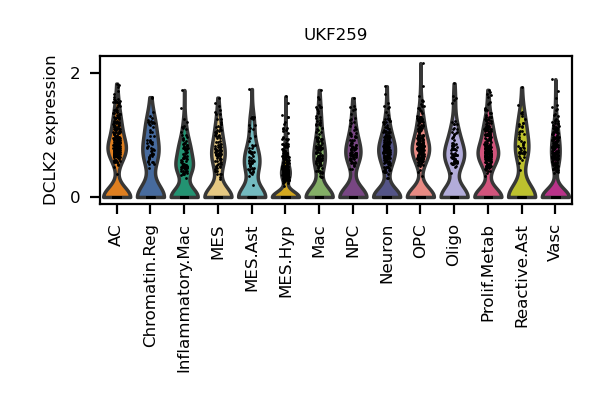 UKF259
DCLK2 expression
2
0
AC
Chromatin.Reg
Inflammatory.Mac
MES
MES.Ast
MES.Hyp
Mac
NPC
Neuron
OPC
Oligo
Prolif.Metab
Reactive.Ast
Vasc